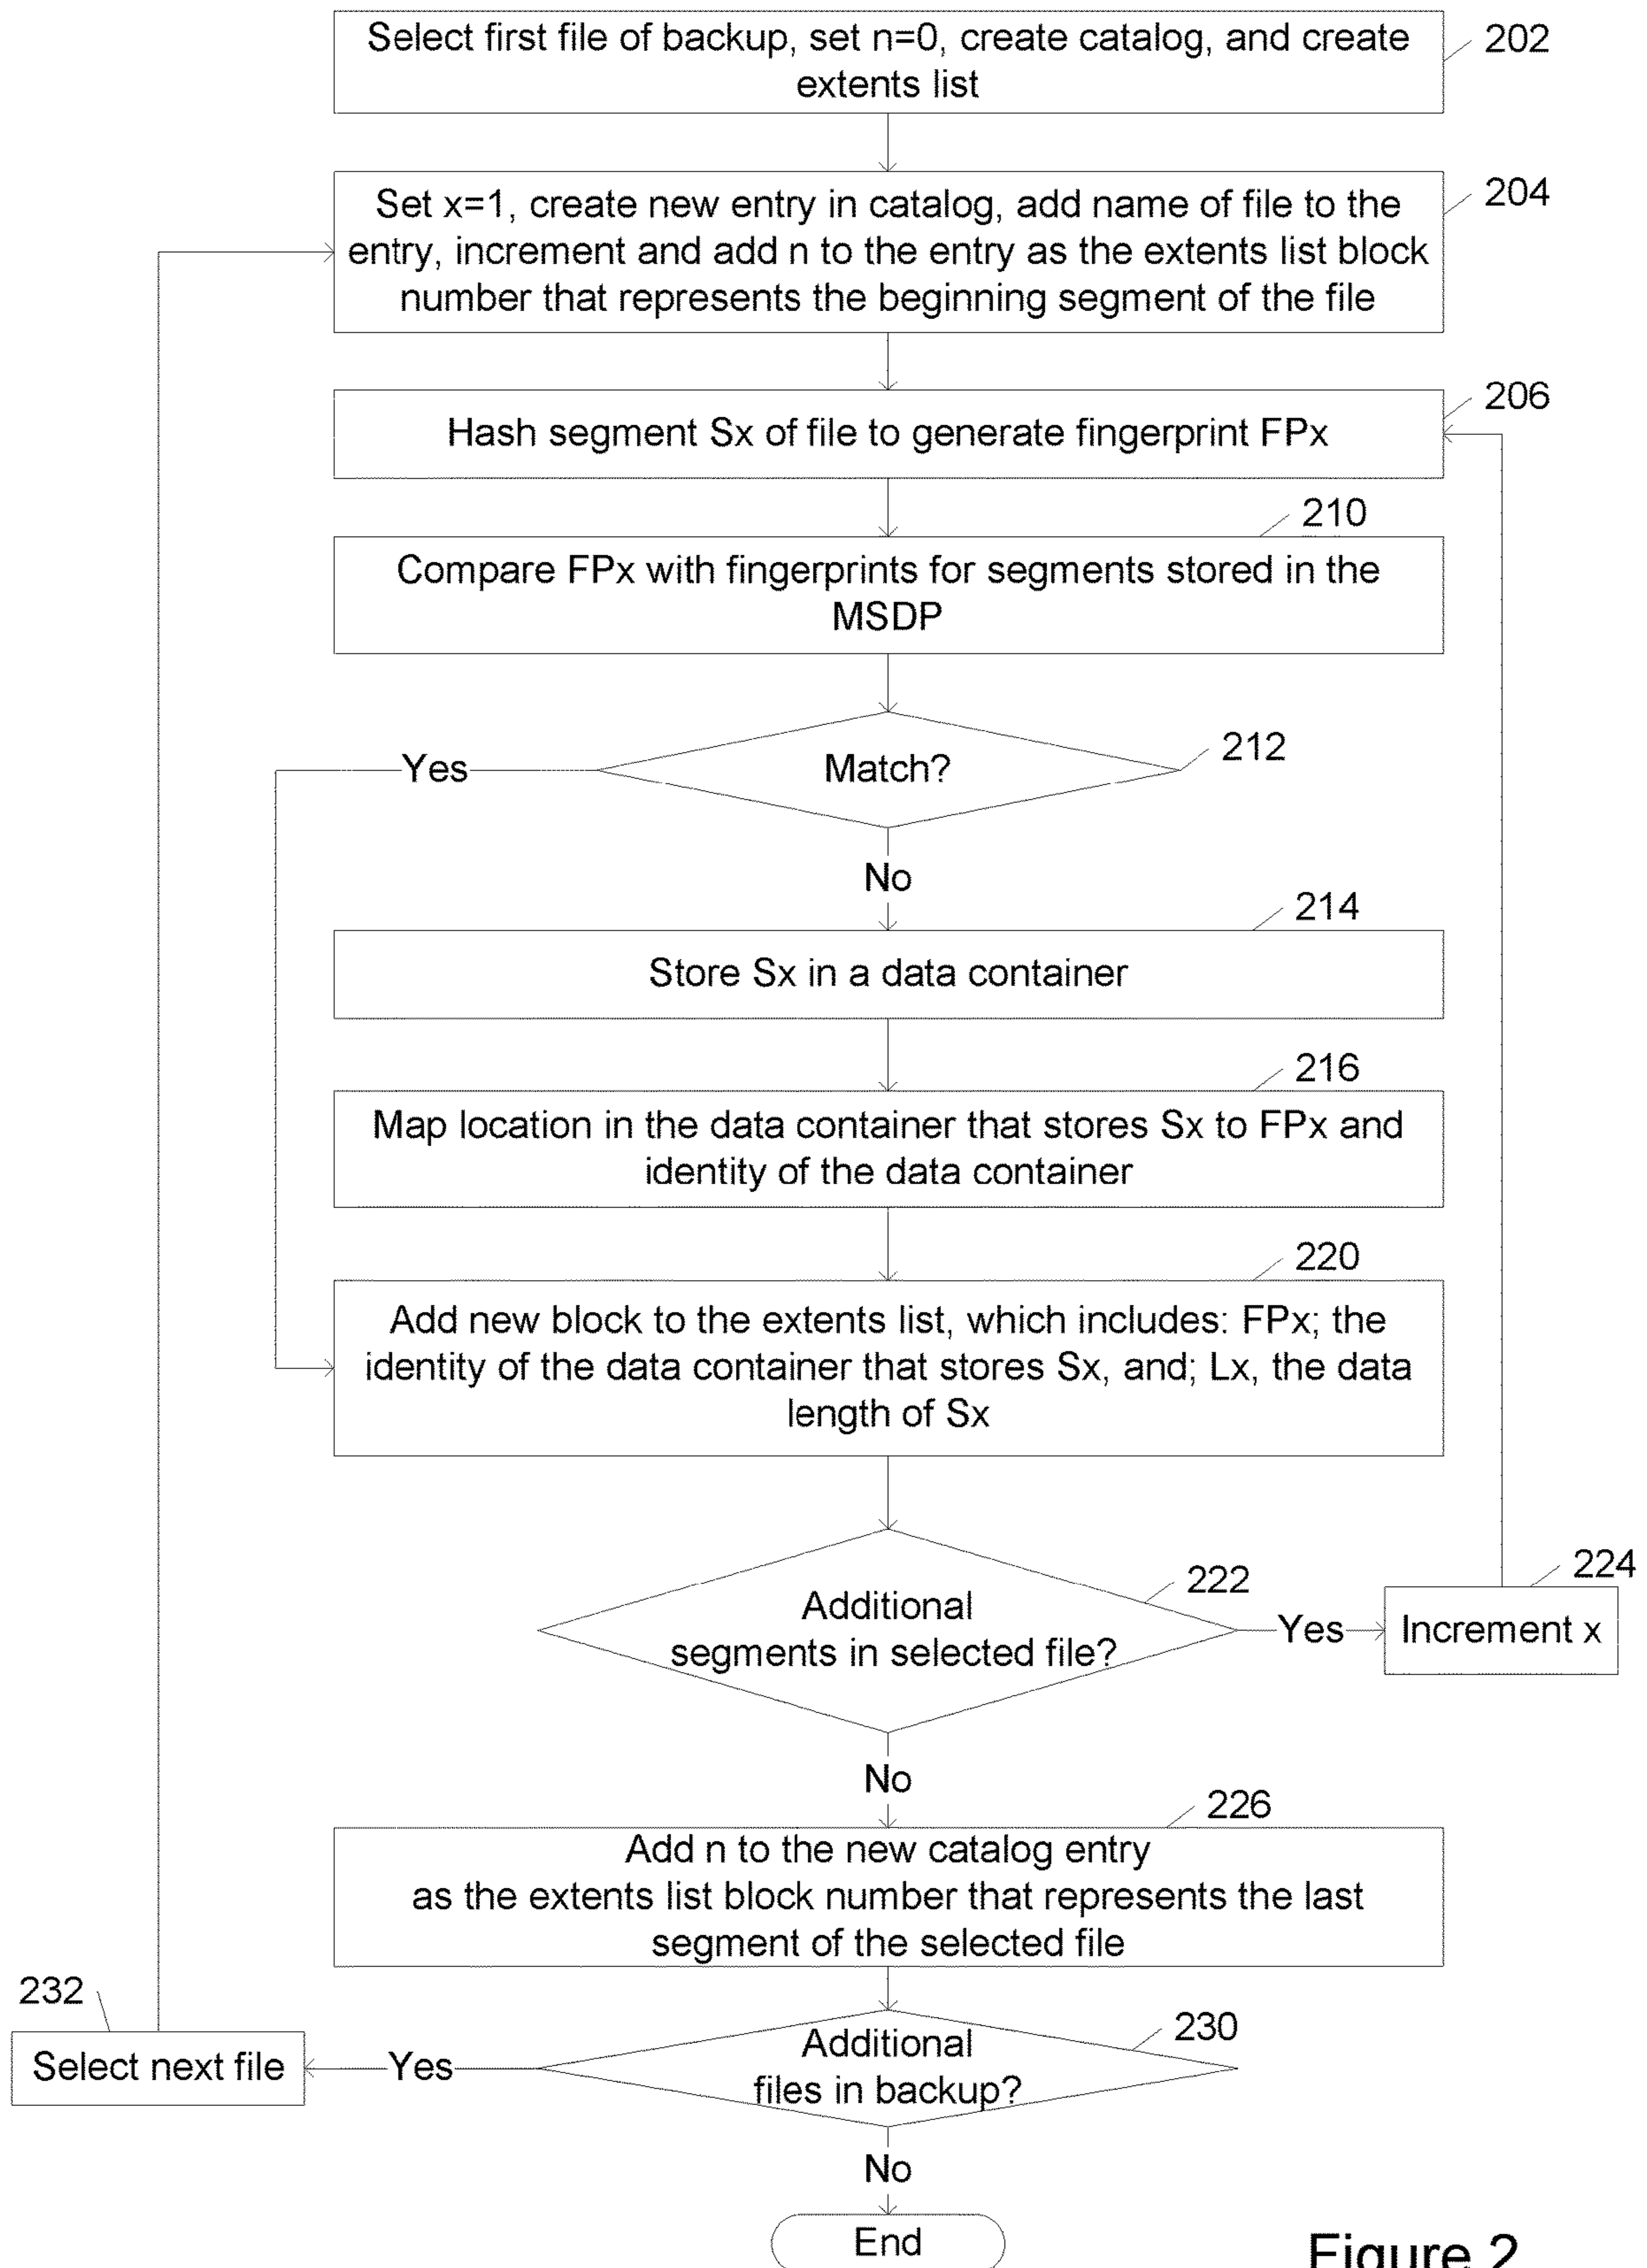 Select first file of backup, set n=0, create catalog, and create
extents list
202
Set x=1, create new entry in catalog, add name of file to the
entry, increment and add n to the entry as the extents list block
number that represents the beginning segment of the file
204
Hash segment Sx of file to generate fingerprint FPx
206
210
Compare FPx with fingerprints for segments stored in the
MSDP
Match?
212
Yes
No
214
Store Sx in a data container
216
Map location in the data container that stores Sx to FPx and
identity of the data container
220
Add new block to the extents list, which includes: FPx; the
identity of the data container that stores Sx, and; Lx, the data
length of Sx
222
Additional
segments in selected file?
Yes
224
Increment x
No
226
Add n to the new catalog entry
as the extents list block number that represents the last
segment of the selected file
232
Select next file
Yes
230
Additional
files in backup?
No
End
Figure 2